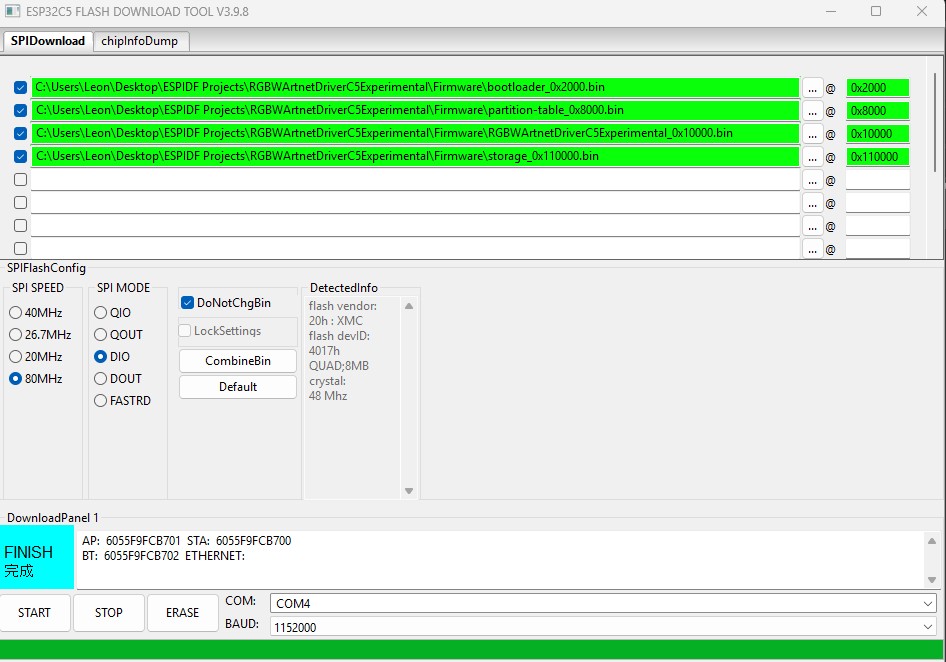 ESP32C5 FLASH DOWNLOAD TOOL V3.9.8
SPIDownload chipInfoDump
C:\Users\Leon\Desktop\ESPIDF Projects\RGBWArtnetDriverC5Experimental\Firmware\bootloader_0x2000.bin ... @ 0x2000
C:\Users\Leon\Desktop\ESPIDF Projects\RGBWArtnetDriverC5Experimental\Firmware\partition-table_0x8000.bin ... @ 0x8000
C:\Users\Leon\Desktop\ESPIDF Projects\RGBWArtnetDriverC5Experimental\Firmware\RGBWArtnetDriverC5Experimental_0x10000.bin ... @ 0x10000
C:\Users\Leon\Desktop\ESPIDF Projects\RGBWArtnetDriverC5Experimental\Firmware\storage_0x110000.bin ... @ 0x110000
... @
... @
... @
... @
SPIFlashConfig
SPI SPEED
40MHz
26.7MHz
20MHz
80MHz
SPI MODE
QIO
QOUT
DIO
DOUT
FASTRD
DoNotChgBin
LockSettings
CombineBin
Default
DetectedInfo
flash vendor:
20h : XMC
flash devID:
4017h
QUAD;8MB
crystal:
48 Mhz
DownloadPanel 1
FINISH
完成
AP: 6055F9FCB701 STA: 6055F9FCB700
BT: 6055F9FCB702 ETHERNET:
START STOP ERASE
COM: COM4
BAUD: 1152000